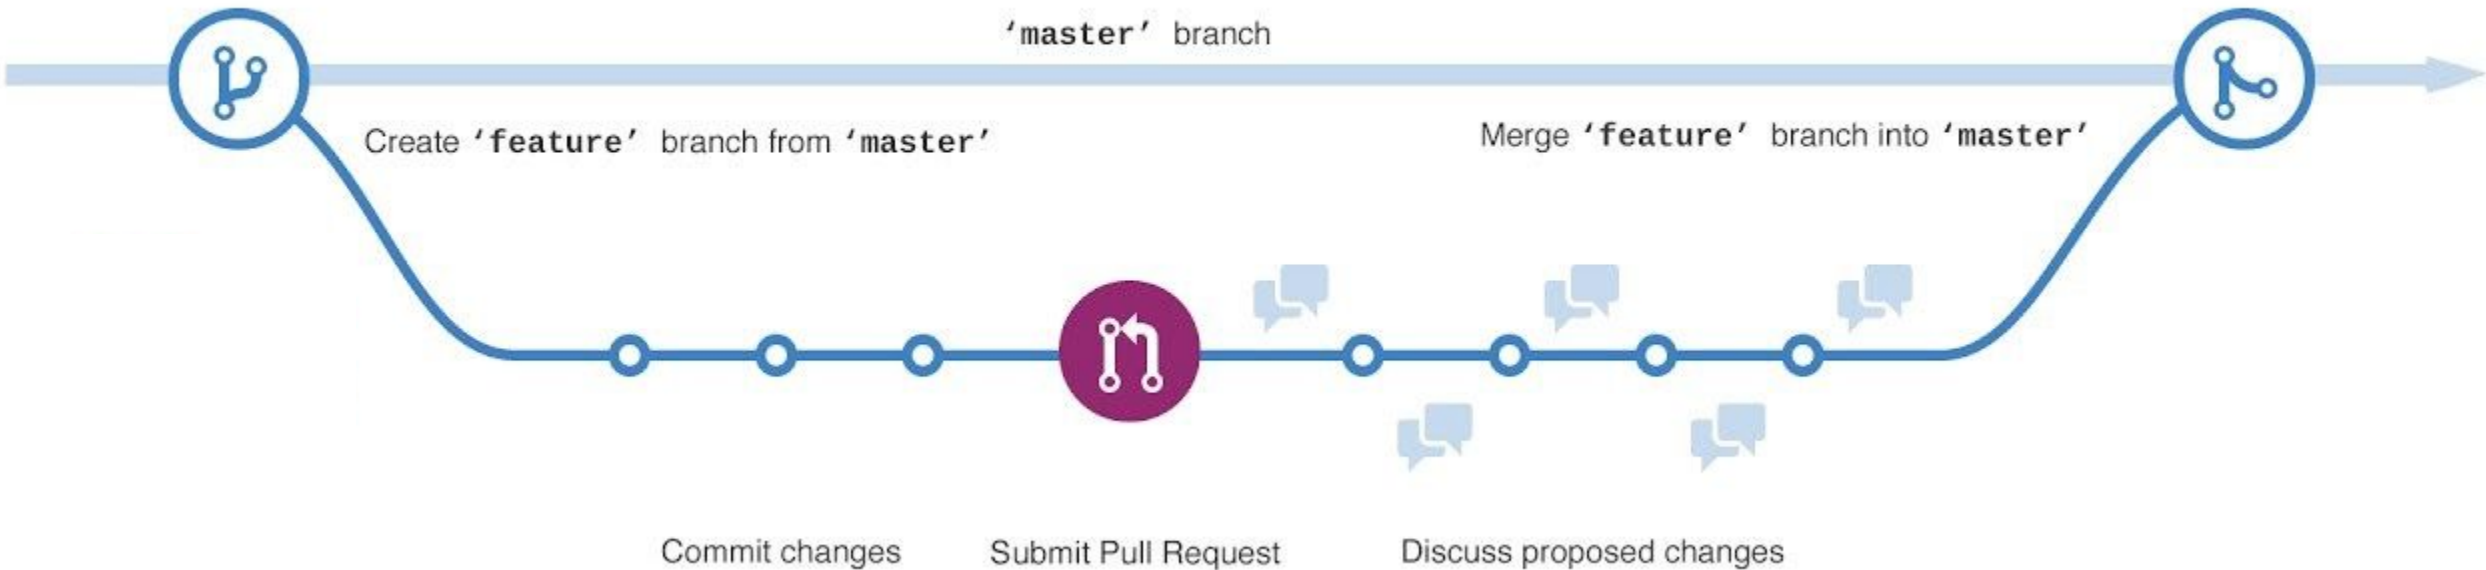 ‘master’ branch
Create ‘feature’ branch from ‘master’
Merge ‘feature’ branch into ‘master’
Commit changes
Submit Pull Request
Discuss proposed changes